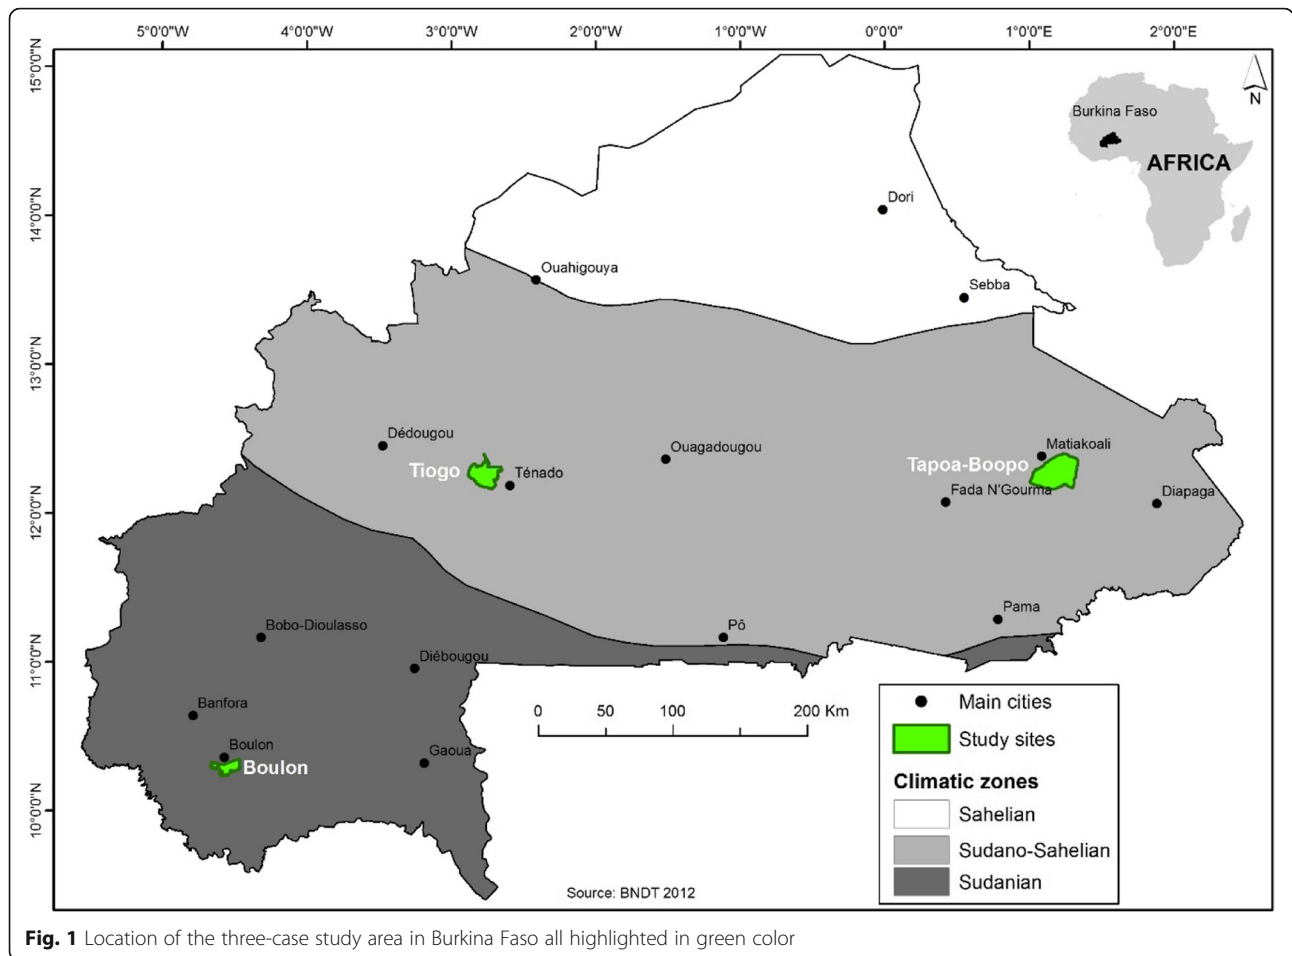 5°0'0"W 4°0'0"W 3°0'0"W 2°0'0"W 1°0'0"W 0°0'0" 1°0'0"E 2°0'0"E
15°0'0"N
N
Burkina Faso
AFRICA
14°0'0"N
Dori
Ouahigouya
Sebba
13°0'0"N
Dédougou
Ouagadougou
Matiakoali
Tiogo
Ténado
Tapoa-Boopo
Fada N'Gourma
Diapaga
12°0'0"N
Pama
Bobo-Dioulasso
Pô
11°0'0"N
Diébougou
Banfora
0 50 100 200 Km
Main cities
Boulon
Gaoua
Study sites
Boulon
Climatic zones
10°0'0"N
Sahelian
Sudano-Sahelian
Sudanian
Source: BNDT 2012
Fig. 1 Location of the three-case study area in Burkina Faso all highlighted in green color